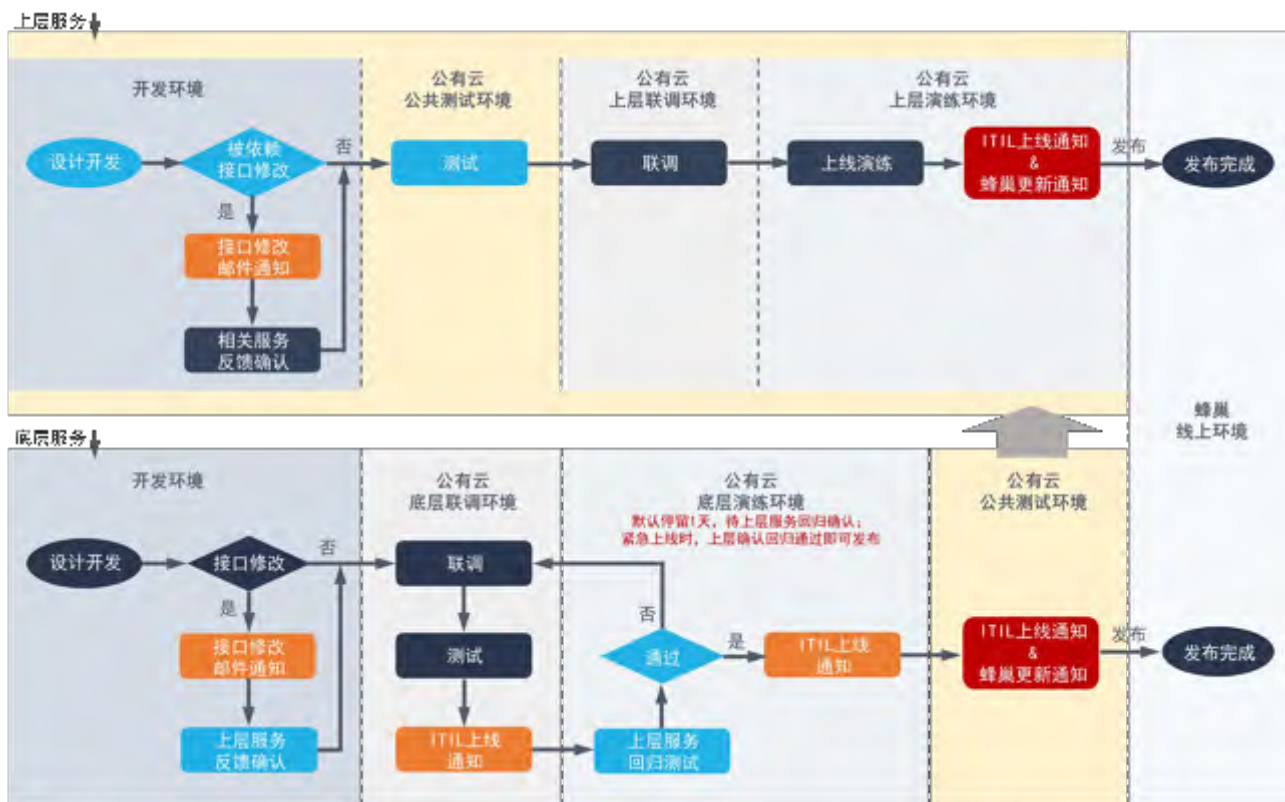 上层服务
开发环境
公有云
公共测试环境
公有云
上层联调环境
公有云
上层演练环境
设计开发
被依赖
接口修改
否
测试
联调
上线演练
ITIL上线通知
&
蜂巢更新通知
发布
发布完成
是
接口修改
邮件通知
相关服务
反馈确认
蜂巢
线上环境
底层服务
开发环境
公有云
底层联调环境
公有云
底层演练环境
默认停留1天，待上层服务回归确认；
紧急上线时，上层确认回归通过即可发布
公有云
公共测试环境
设计开发
接口修改
否
联调
是
接口修改
邮件通知
测试
否
通过
是
ITIL上线
通知
ITIL上线通知
&
蜂巢更新通知
发布
发布完成
上层服务
反馈确认
ITIL上线
通知
上层服务
回归测试